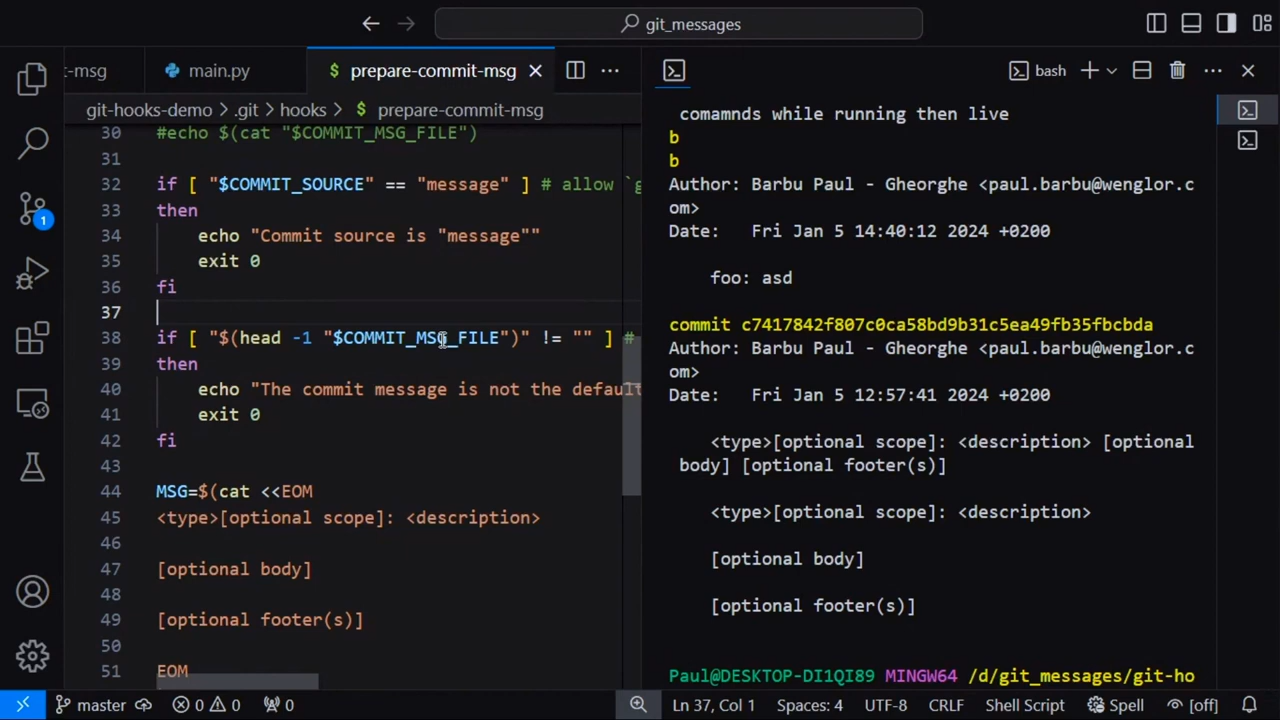 git_messages
-msg
main.py
prepare-commit-msg
bash
git-hooks-demo > .git > hooks > $ prepare-commit-msg
30 #echo $(cat "$COMMIT_MSG_FILE")
31
32 if [ "$COMMIT_SOURCE" == "message" ] # allow `g
33 then
34 echo "Commit source is "message""
35 exit 0
36 fi
37
38 if [ "$(head -1 "$COMMIT_MSG_FILE")" != "" ] #
39 then
40 echo "The commit message is not the default
41 exit 0
42 fi
43
44 MSG=$(cat <<EOM
45 <type>[optional scope]: <description>
46
47 [optional body]
48
49 [optional footer(s)]
50
51 EOM
comamnds while running then live
b
b
Author: Barbu Paul - Gheorghe <paul.barbu@wenglor.c
om>
Date:   Fri Jan 5 14:40:12 2024 +0200
foo: asd
commit c7417842f807c0ca58bd9b31c5ea49fb35fbcbda
Author: Barbu Paul - Gheorghe <paul.barbu@wenglor.c
om>
Date:   Fri Jan 5 12:57:41 2024 +0200
<type>[optional scope]: <description> [optional
body] [optional footer(s)]
<type>[optional scope]: <description>
[optional body]
[optional footer(s)]
Paul@DESKTOP-DI1QI89 MINGW64 /d/git_messages/git-ho
1
master
0 0
0
Ln 37, Col 1
Spaces: 4
UTF-8
CRLF
Shell Script
Spell
[off]